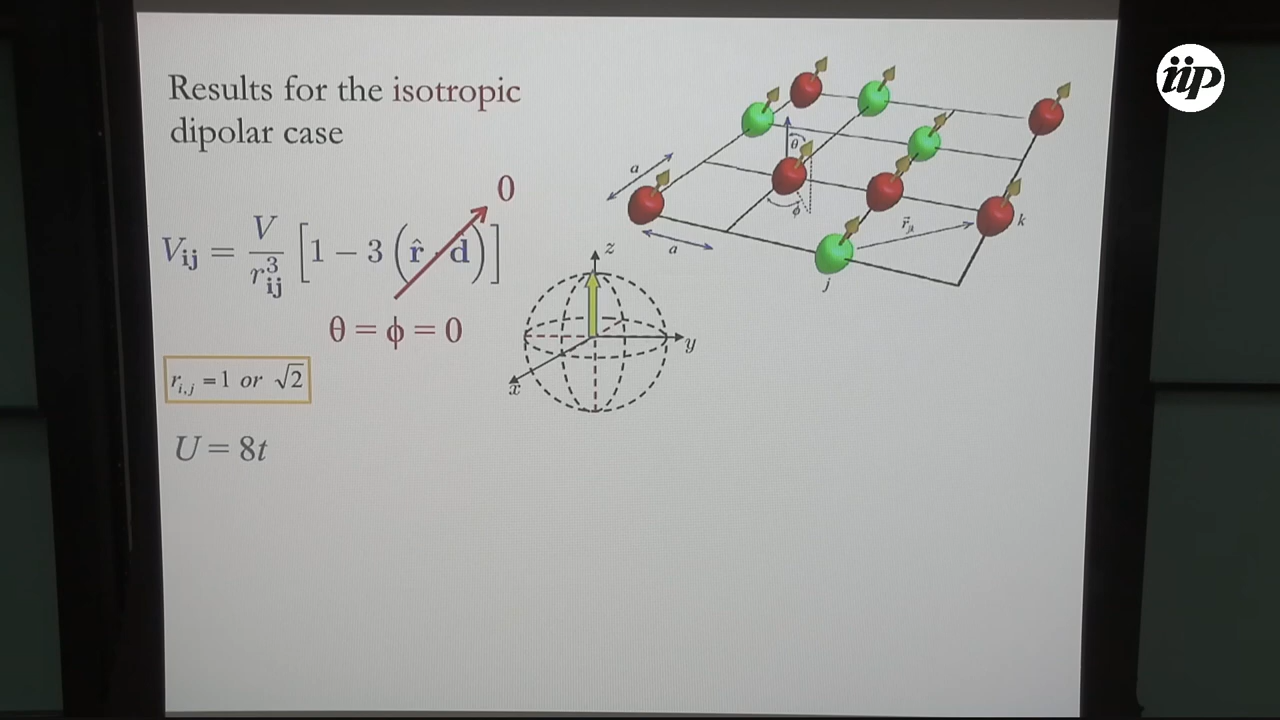 Results for the isotropic
dipolar case
V_ij = V / r_ij^3 [1 − 3 (r̂ · d̂)]
0
θ = ϕ = 0
r_i,j = 1 or √2
U = 8t
z
y
x
a
a
θ
ϕ
r⃗_jk
j
k
iip